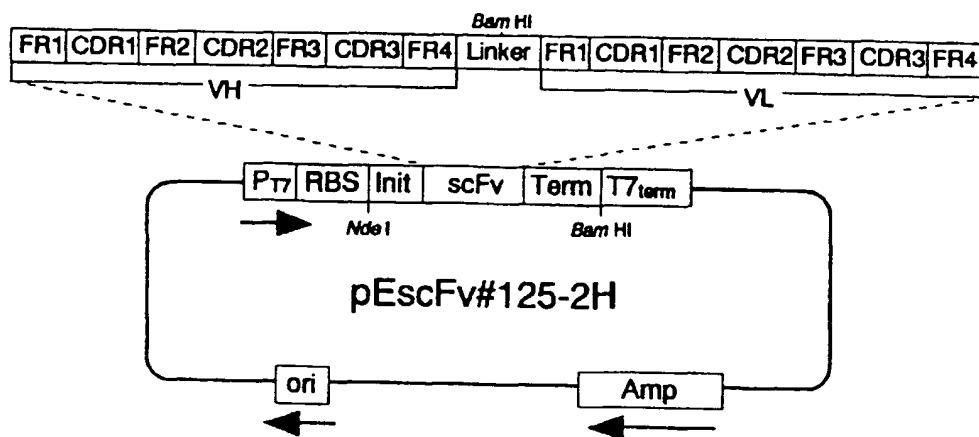 Bam HI
FR1 CDR1 FR2 CDR2 FR3 CDR3 FR4 Linker FR1 CDR1 FR2 CDR2 FR3 CDR3 FR4
VH VL
PT7 RBS Init scFv Term T7term
Nde I Bam HI
pEscFv#125-2H
ori Amp